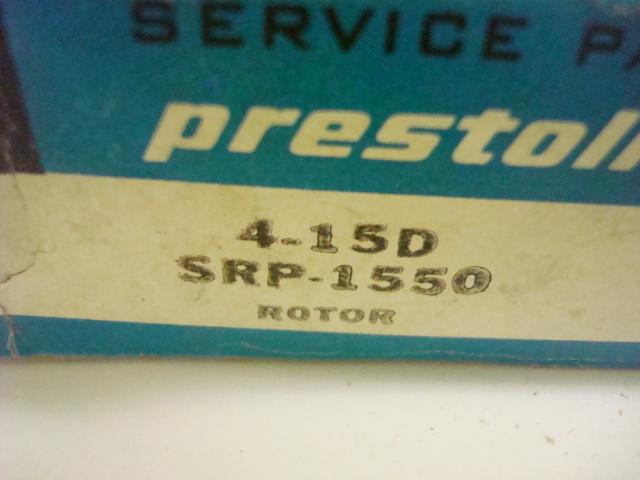 SERVICE PA
prestoli
4-15D
SRP-1550
ROTOR